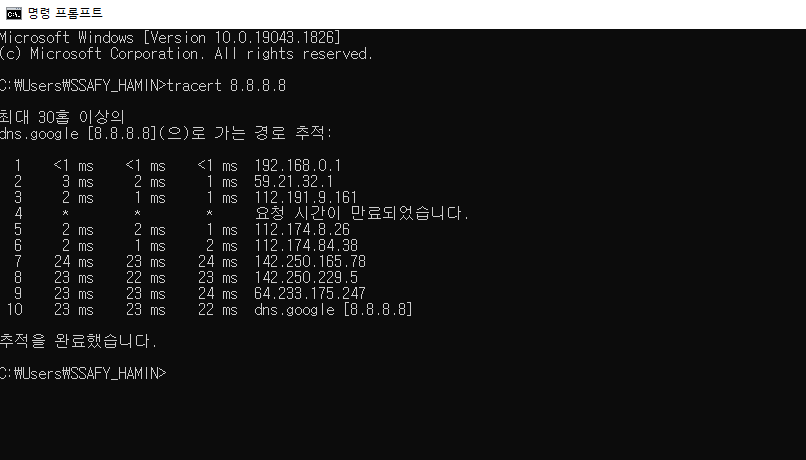 명령 프롬프트
Microsoft Windows [Version 10.0.19043.1826]
(c) Microsoft Corporation. All rights reserved.
C:₩Users₩SSAFY_HAMIN>tracert 8.8.8.8
최대 30홉 이상의
dns.google [8.8.8.8](으)로 가는 경로 추적:
1 <1 ms <1 ms <1 ms 192.168.0.1
2 3 ms 2 ms 1 ms 59.21.32.1
3 2 ms 1 ms 1 ms 112.191.9.161
4 * * * 요청 시간이 만료되었습니다.
5 2 ms 2 ms 1 ms 112.174.8.26
6 2 ms 1 ms 2 ms 112.174.84.38
7 24 ms 23 ms 24 ms 142.250.165.78
8 23 ms 22 ms 23 ms 142.250.229.5
9 23 ms 23 ms 24 ms 64.233.175.247
10 23 ms 23 ms 22 ms dns.google [8.8.8.8]
추적을 완료했습니다.
C:₩Users₩SSAFY_HAMIN>